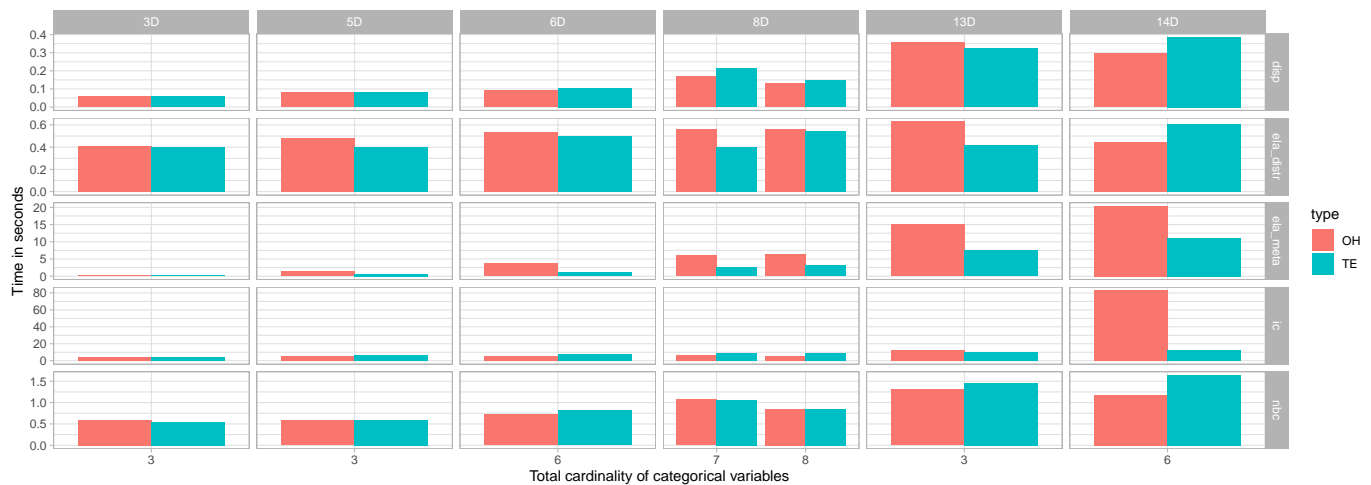 3D 5D 6D 8D 13D 14D
0.4
0.3
0.2
0.1
0.0
disp
0.6
0.4
0.2
0.0
ela_distr
20
15
10
5
0
ela_meta
80
60
40
20
0
ic
1.5
1.0
0.5
0.0
nbc
3 3 6 7 8 3 6
Total cardinality of categorical variables
Time in seconds
type
OH
TE